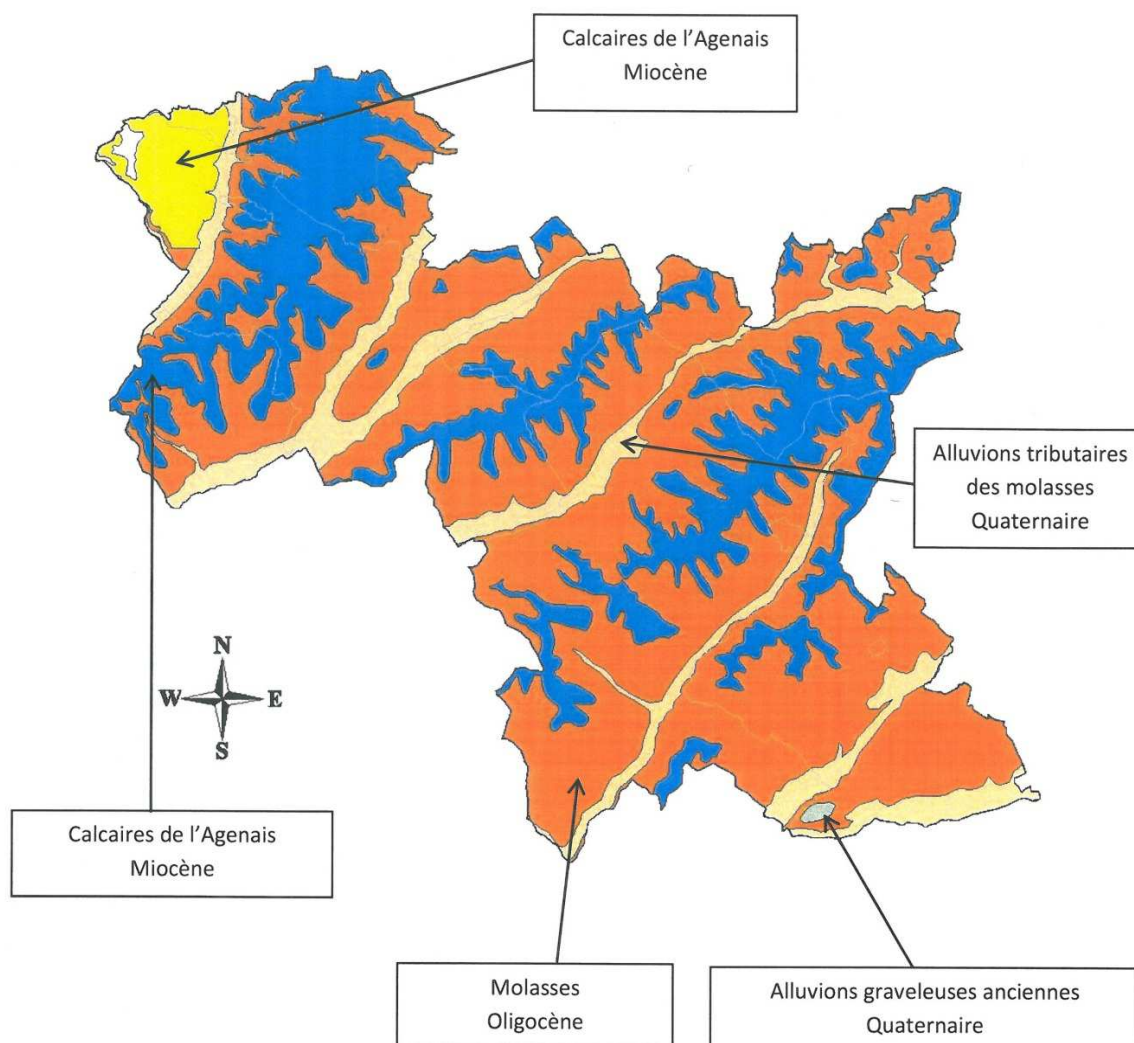 Calcaires de l'Agenais
Miocène
Alluvions tributaires
des molasses
Quaternaire
N
W
E
S
Calcaires de l'Agenais
Miocène
Molasses
Oligocène
Alluvions graveleuses anciennes
Quaternaire